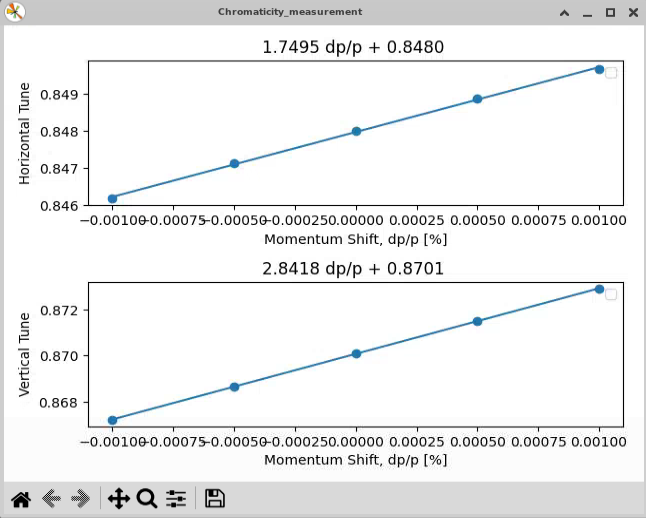 Chromaticity_measurement
1.7495 dp/p + 0.8480
Horizontal Tune
0.849
0.848
0.847
0.846
−0.00100 −0.00075 −0.00050 −0.00025 0.00000 0.00025 0.00050 0.00075 0.00100
Momentum Shift, dp/p [%]
2.8418 dp/p + 0.8701
Vertical Tune
0.872
0.870
0.868
−0.00100 −0.00075 −0.00050 −0.00025 0.00000 0.00025 0.00050 0.00075 0.00100
Momentum Shift, dp/p [%]